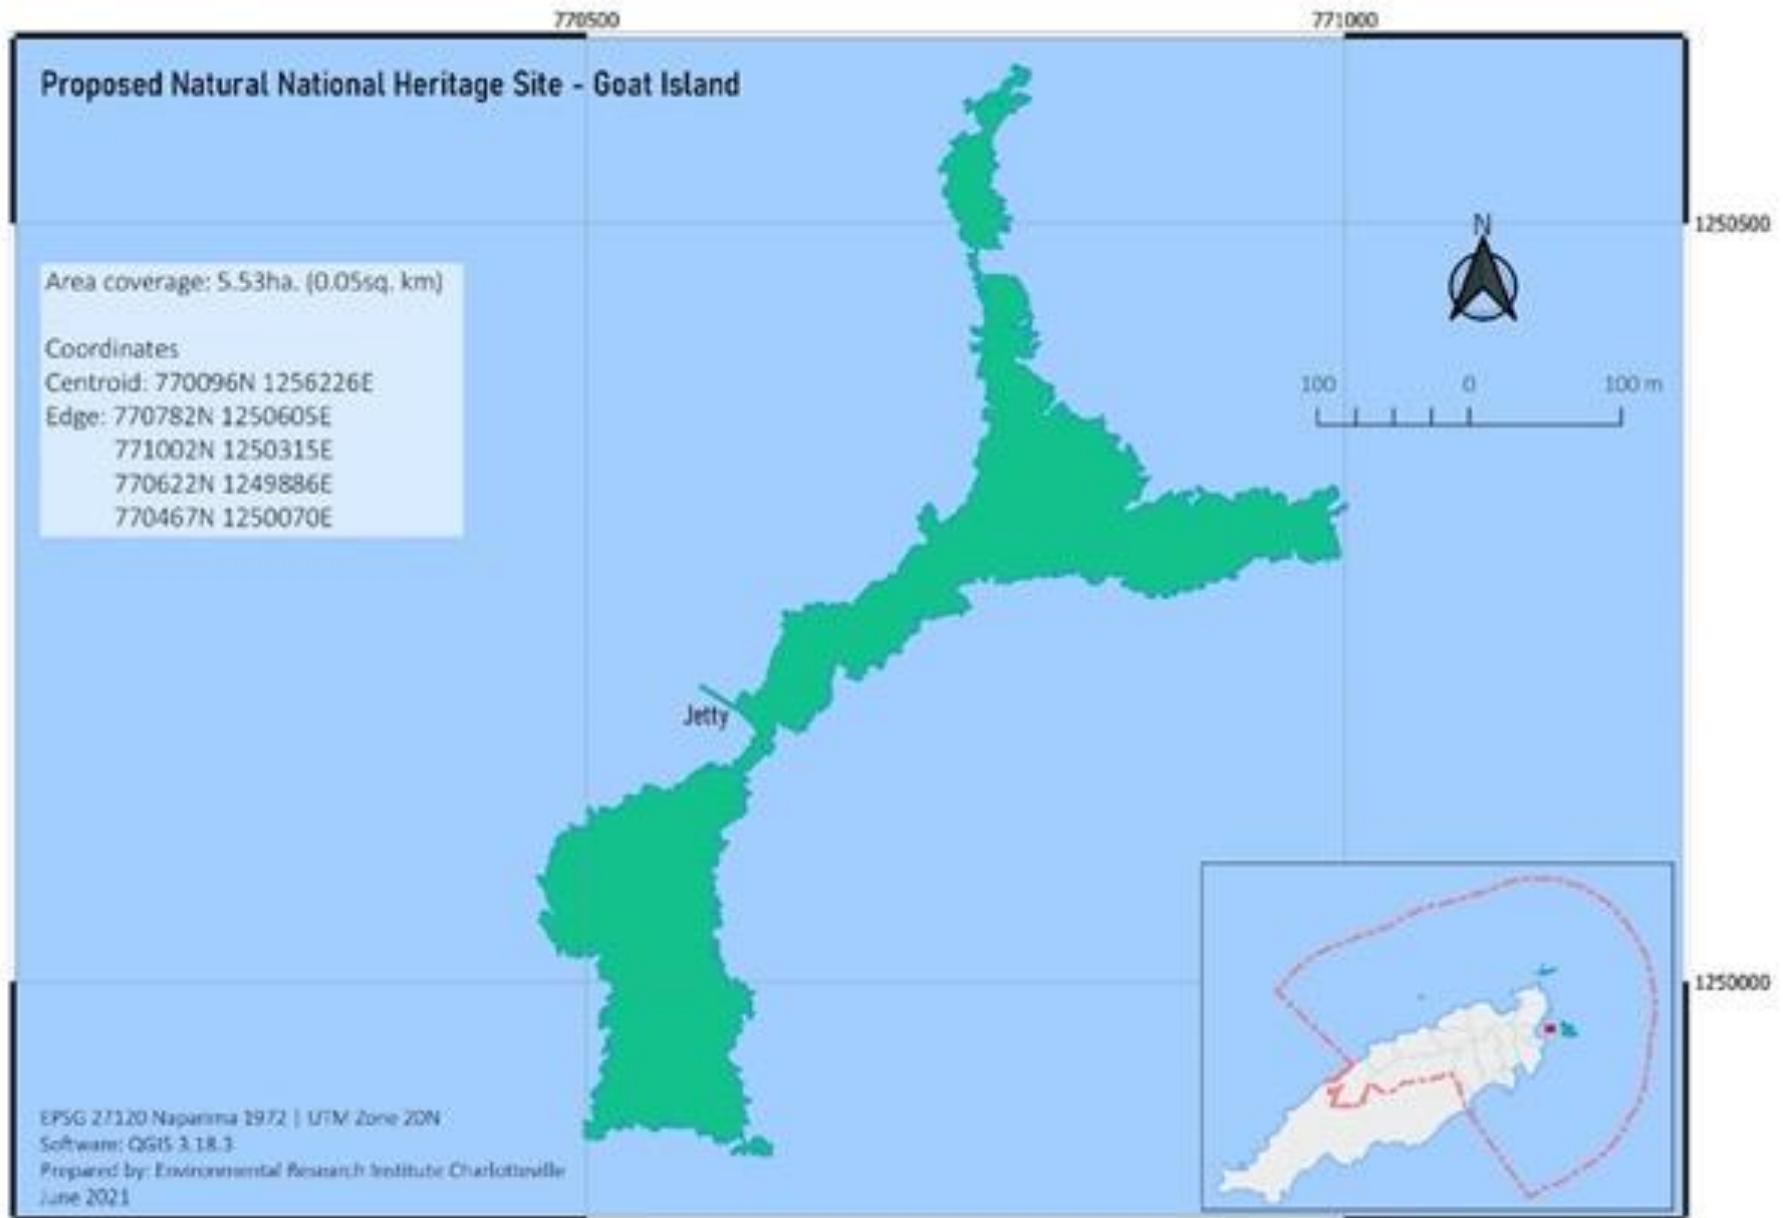 770500 771000
Proposed Natural National Heritage Site - Goat Island
1250500
N
Area coverage: 5.53ha. (0.05sq. km)
Coordinates
Centroid: 770096N 1256226E
Edge: 770782N 1250605E
771002N 1250315E
770622N 1249886E
770467N 1250070E
100 0 100 m
Jetty
1250000
EPSG 27120 Naparima 1972 | UTM Zone 20N
Software: QGIS 3.18.3
Prepared by: Environmental Research Institute Charlotteville
June 2021